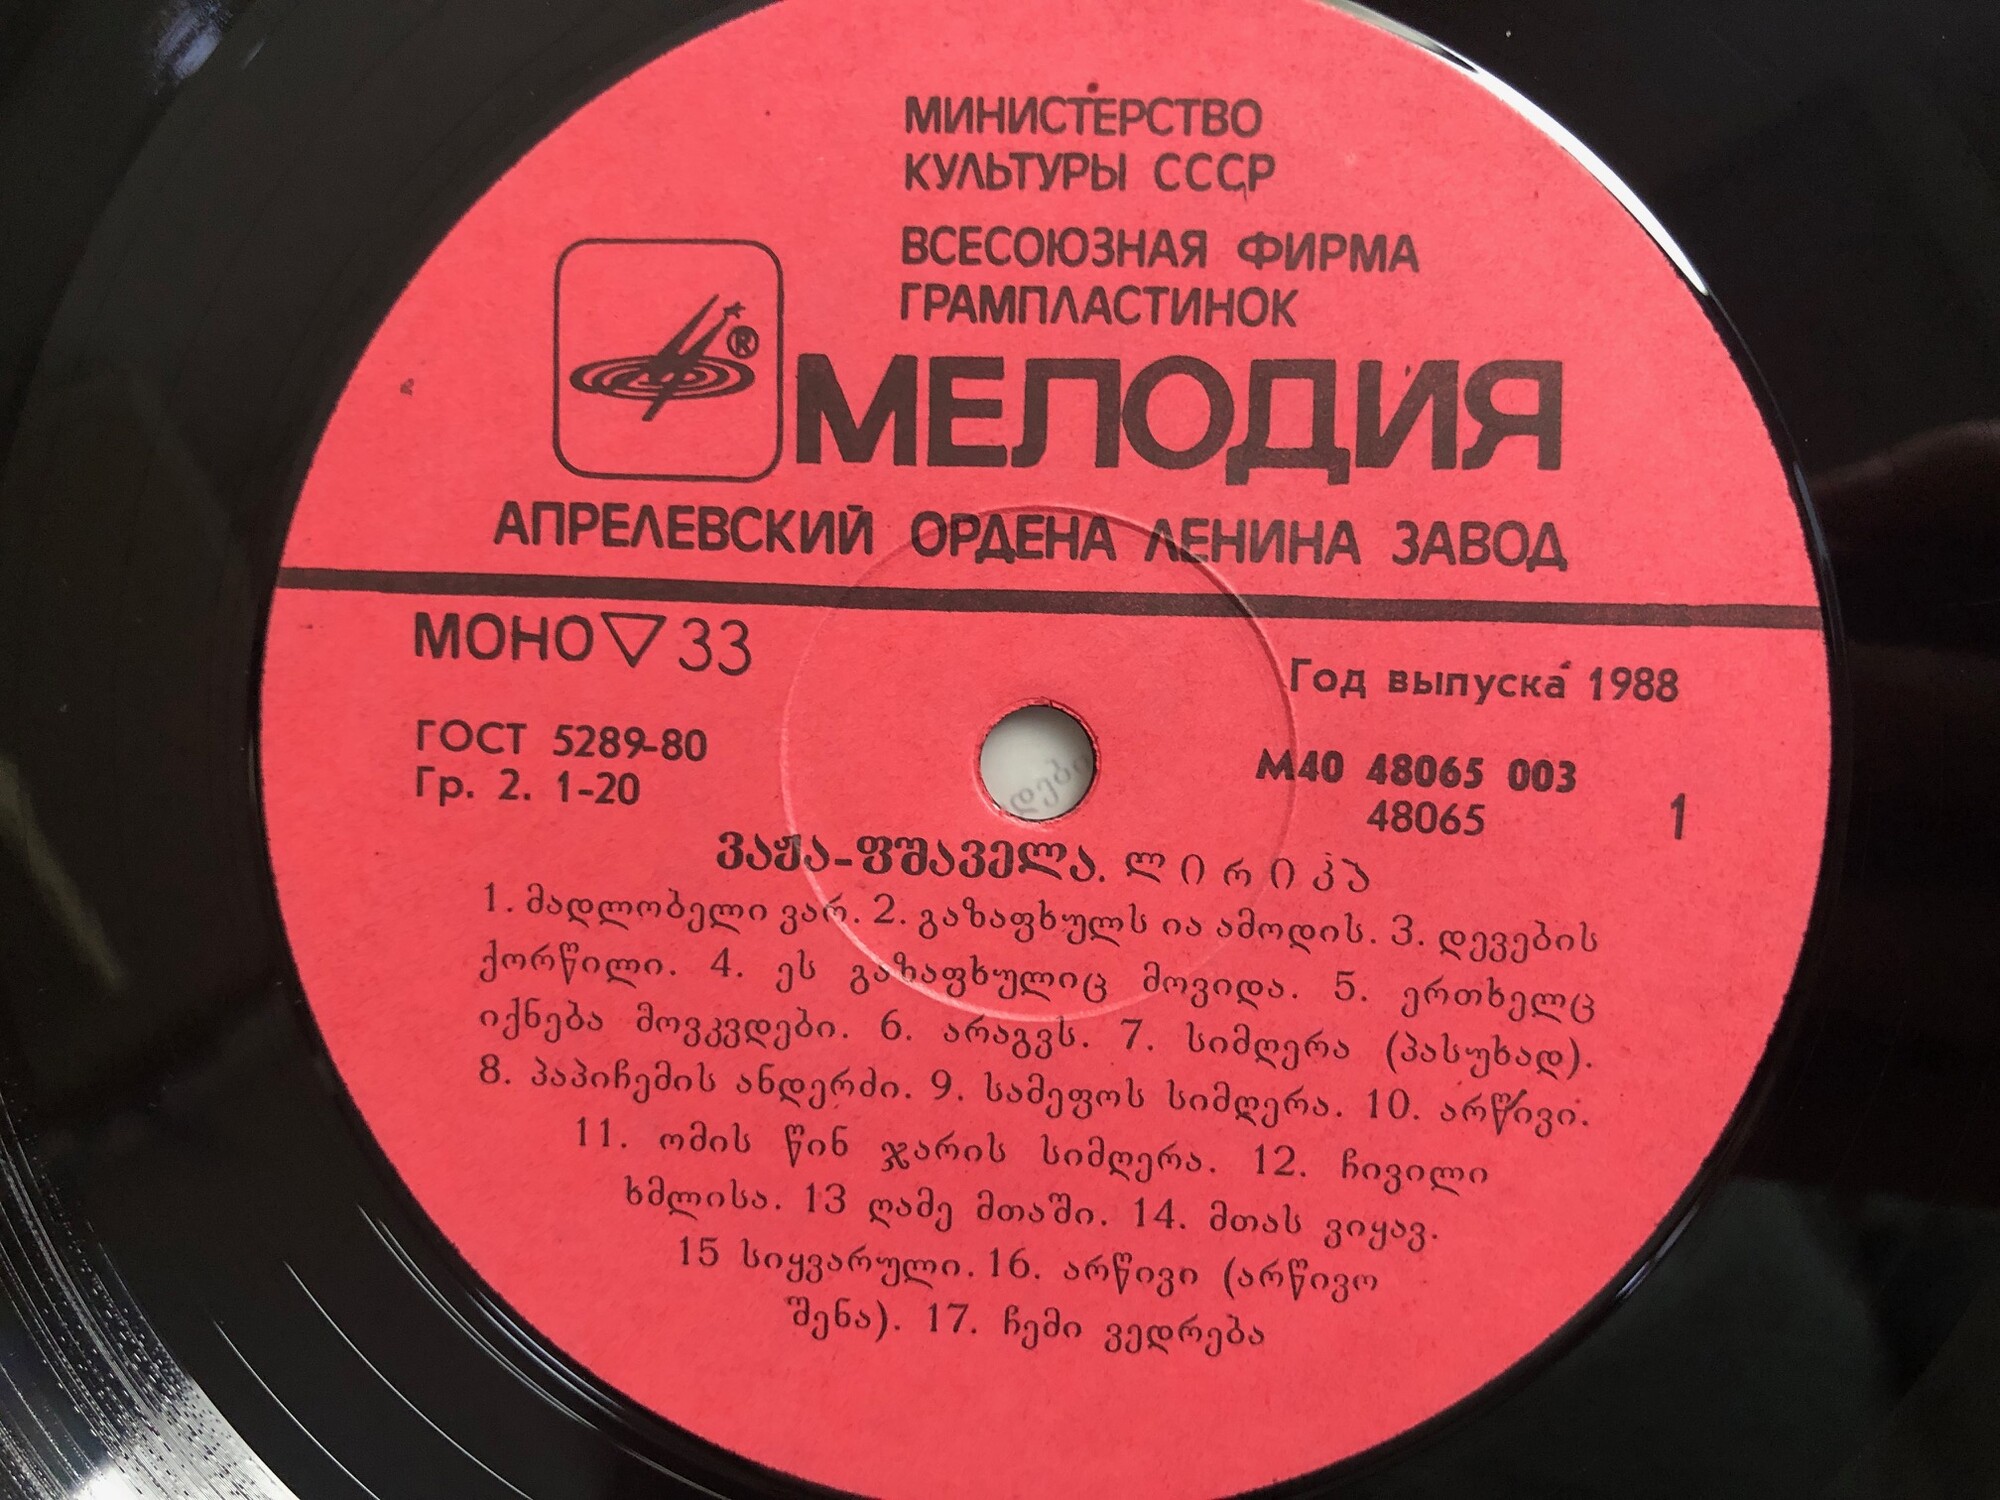 МИНИСТЕРСТВО
КУЛЬТУРЫ СССР
ВСЕСОЮЗНАЯ ФИРМА
ГРАМПЛАСТИНОК
®
МЕЛОДИЯ
АПРЕЛЕВСКИЙ ОРДЕНА ЛЕНИНА ЗАВОД
МОНО ▽ 33
Год выпуска 1988
ГОСТ 5289-80
Гр. 2. 1-20
М40 48065 003
48065
1
ვაჟა-ფშაველა. ლირიკა
1. მადლობელი ვარ. 2. გაზაფხულს ია ამოდის. 3. დევების
ქორწილი. 4. ეს გაზაფხულიც მოვიდა. 5. ერთხელც
იქნება მოვკვდები. 6. არაგვს. 7. სიმღერა (პასუხად).
8. პაპიჩემის ანდერძი. 9. სამეფოს სიმღერა. 10. არწივი.
11. ომის წინ ჯარის სიმღერა. 12. ჩივილი
ხმლისა. 13 ღამე მთაში. 14. მთას ვიყავ.
15 სიყვარული. 16. არწივი (არწივო
შენა). 17. ჩემი ვედრება